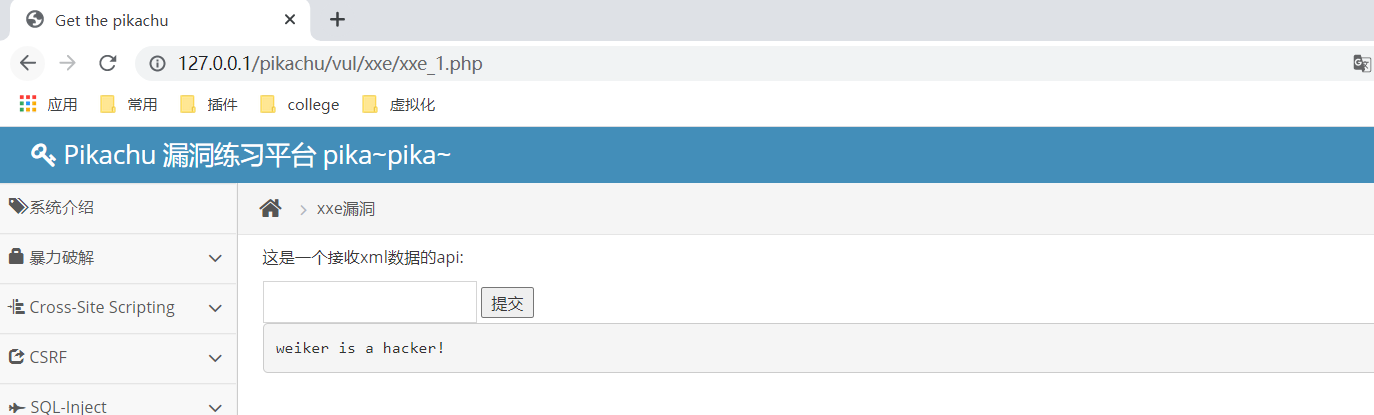 Get the pikachu
127.0.0.1/pikachu/vul/xxe/xxe_1.php
应用 常用 插件 college 虚拟化
Pikachu 漏洞练习平台 pika~pika~
系统介绍
xxe漏洞
暴力破解
这是一个接收xml数据的api:
提交
Cross-Site Scripting
weiker is a hacker!
CSRF
SQL-Inject